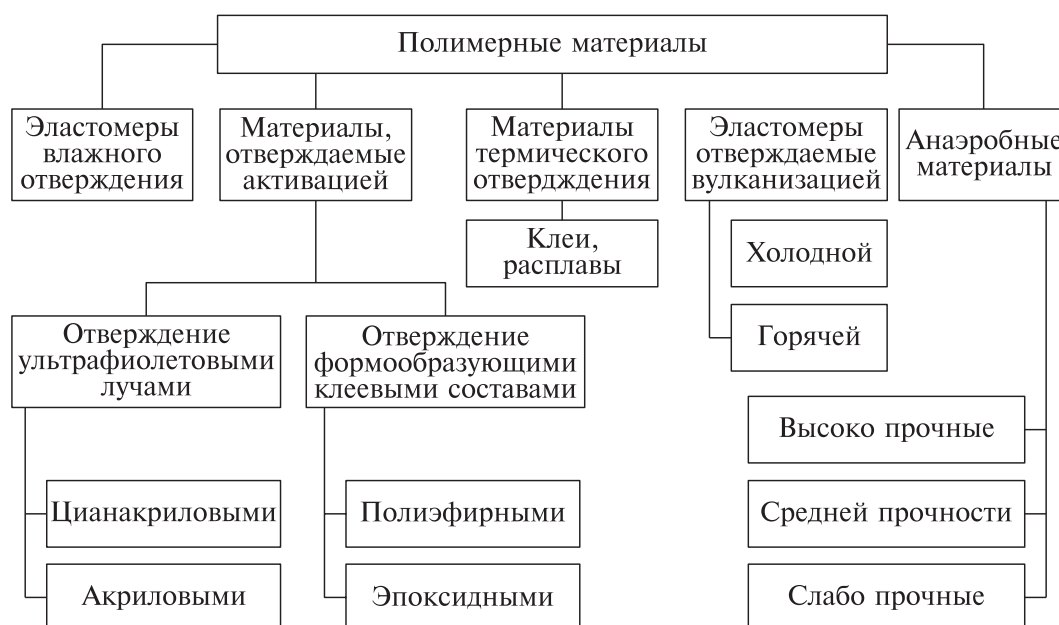 Полимерные материалы
Эластомеры
влажного
отверждения
Материалы,
отверждаемые
активацией
Материалы
термического
отвердждения
Эластомеры
отверждаемые
вулканизацией
Анаэробные
материалы
Клеи,
расплавы
Холодной
Горячей
Отверждение
ультрафиолетовыми
лучами
Отверждение
формообразующими
клеевыми составами
Высоко прочные
Цианакриловыми
Полиэфирными
Средней прочности
Акриловыми
Эпоксидными
Слабо прочные